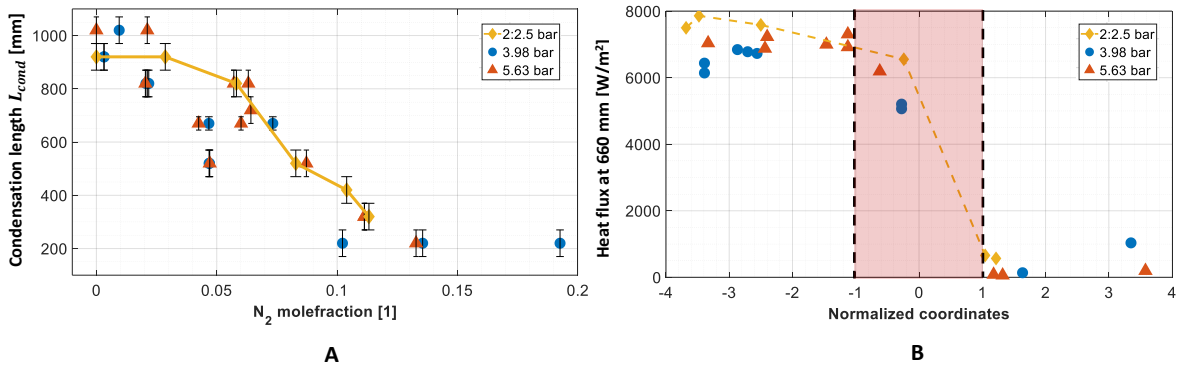 Condensation length L_cond [mm]
1000
800
600
400
200
0
0.05
0.1
0.15
0.2
N₂ molefraction [1]
2:2.5 bar
3.98 bar
5.63 bar
A
Heat flux at 660 mm [W/m²]
8000
6000
4000
2000
0
-4
-3
-2
-1
0
1
2
3
4
Normalized coordinates
2:2.5 bar
3.98 bar
5.63 bar
B